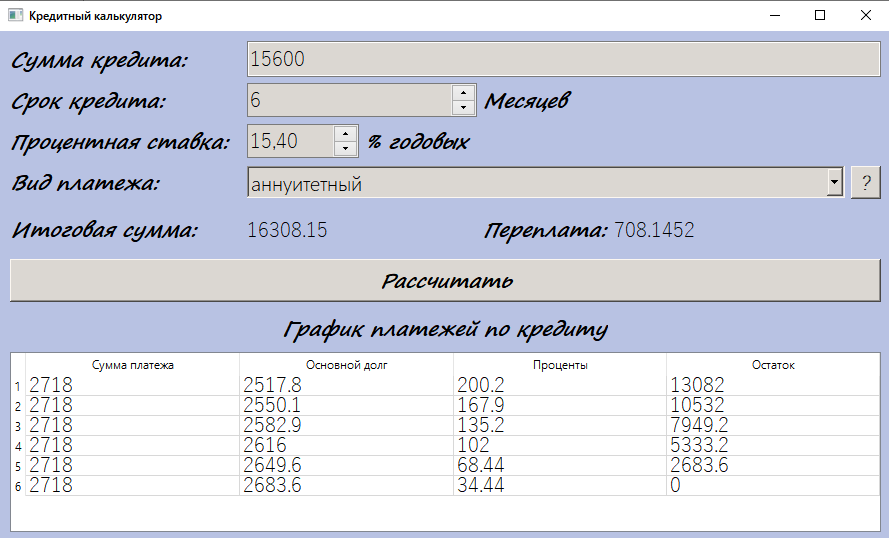 Кредитный калькулятор
Сумма кредита: 15600
Срок кредита: 6 Месяцев
Процентная ставка: 15,40 % годовых
Вид платежа: аннуитетный ?
Итоговая сумма: 16308.15 Переплата: 708.1452
Рассчитать
График платежей по кредиту
Сумма платежа Основной долг Проценты Остаток
1 2718 2517.8 200.2 13082
2 2718 2550.1 167.9 10532
3 2718 2582.9 135.2 7949.2
4 2718 2616 102 5333.2
5 2718 2649.6 68.44 2683.6
6 2718 2683.6 34.44 0